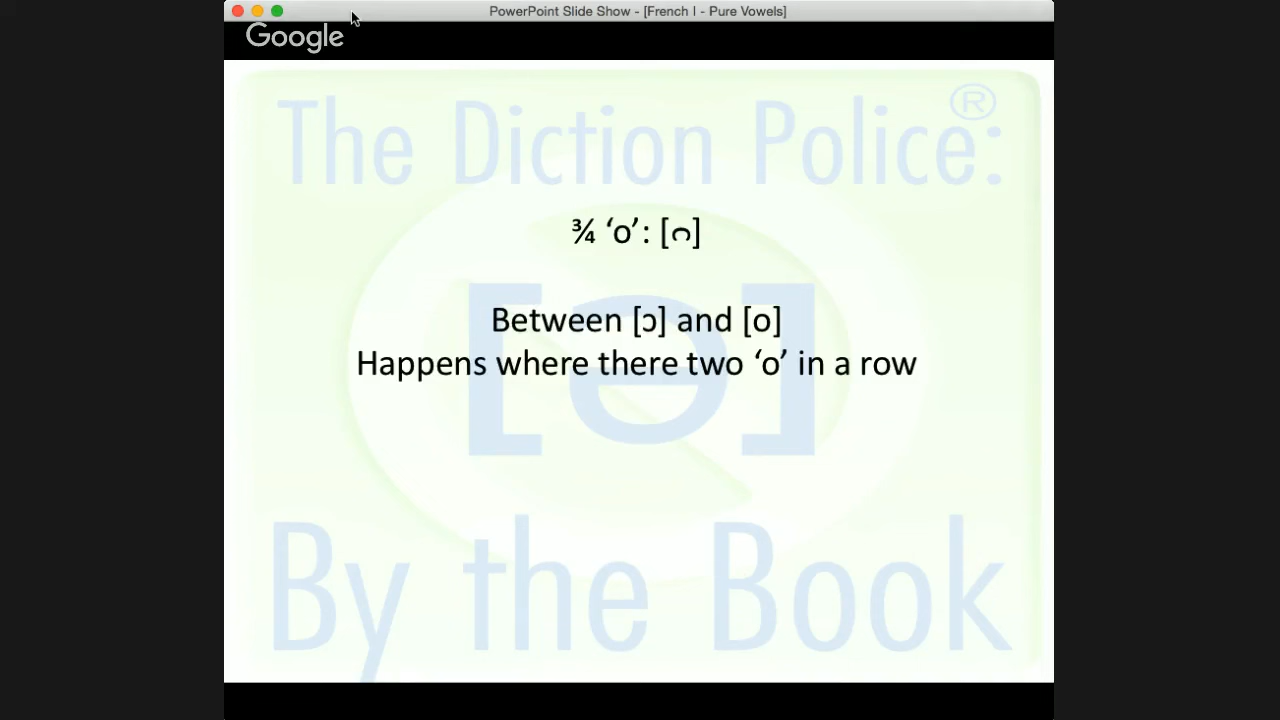 PowerPoint Slide Show - [French I - Pure Vowels]
Google
The Diction Police:®
¾ ‘o’: [ᴖ]
Between [ɔ] and [o]
Happens where there two ‘o’ in a row
[ə]
By the Book